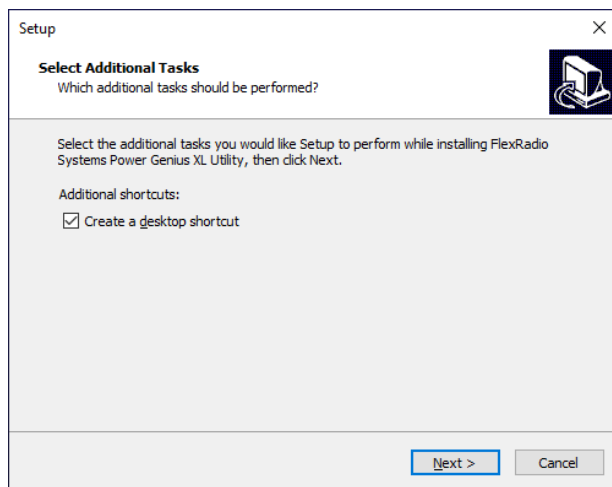 Setup
Select Additional Tasks
Which additional tasks should be performed?
Select the additional tasks you would like Setup to perform while installing FlexRadio
Systems Power Genius XL Utility, then click Next.
Additional shortcuts:
Create a desktop shortcut
Next >
Cancel